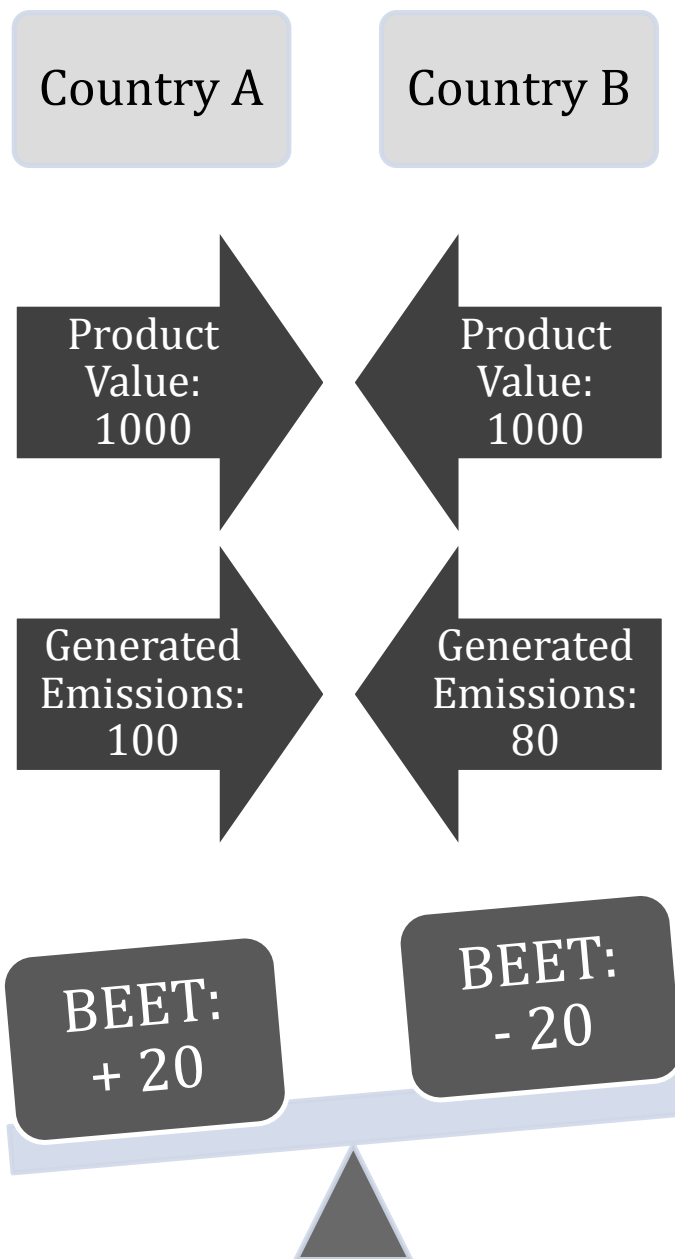 Country A
Country B
Product
Value:
1000
Product
Value:
1000
Generated
Emissions:
100
Generated
Emissions:
80
BEET:
+ 20
BEET:
- 20